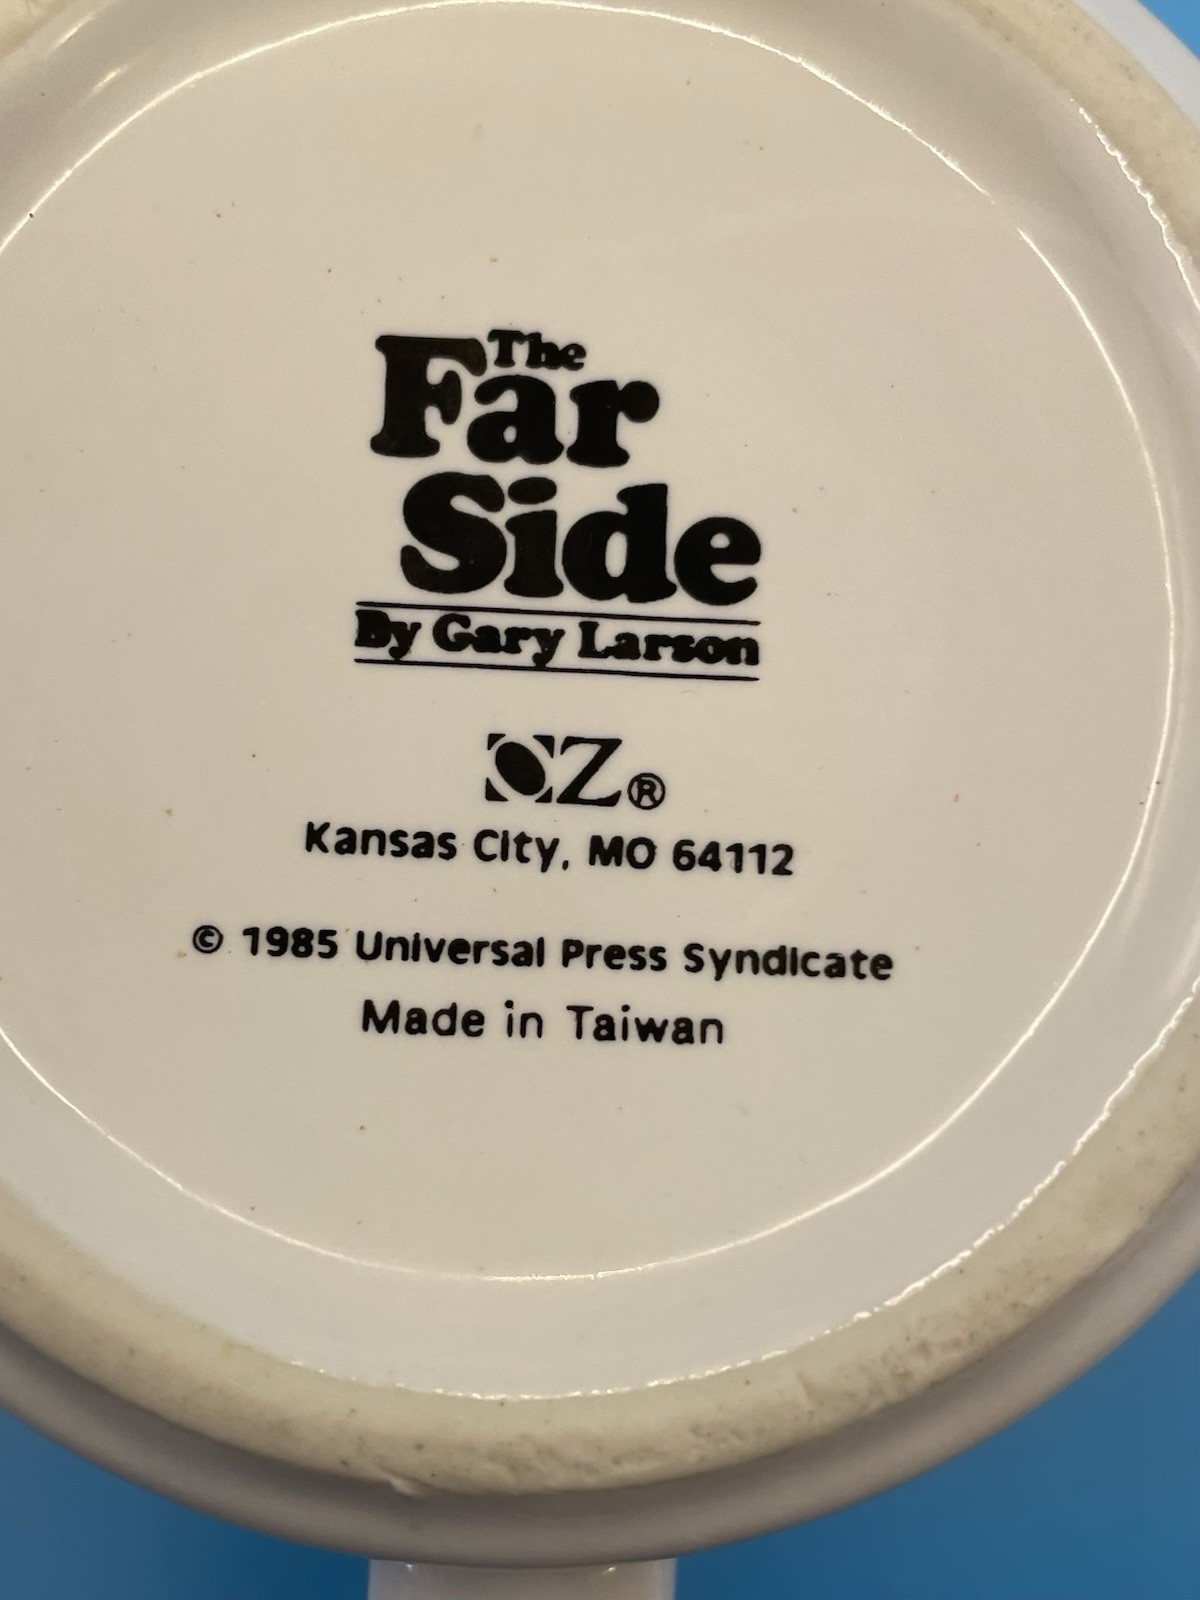 The
Far
Side
By Gary Larson
OZ®
Kansas City, MO 64112
© 1985 Universal Press Syndicate
Made in Taiwan